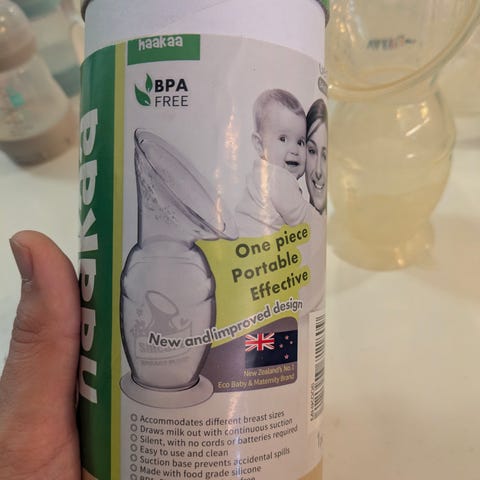 haakaa
BPA
FREE
haakaa
One piece
Portable
Effective
New and improved design
New Zealand's No.1
Eco Baby & Maternity Brand
Accommodates different breast sizes
Draws milk out with continuous suction
Silent, with no cords or batteries required
Easy to use and clean
Suction base prevents accidental spills
Made with food grade silicone